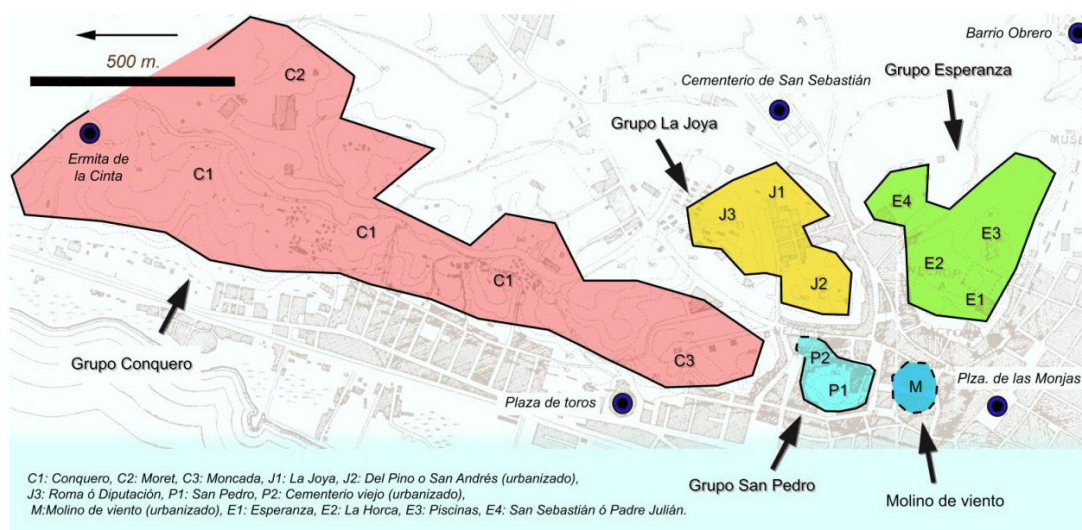 Barrio Obrero
500 m.
C2
Cementerio de San Sebastián
Grupo Esperanza
Grupo La Joya
Ermita de
la Cinta
C1
J1
E4
J3
C1
E3
E2
C1
J2
E1
Grupo Conquero
C3
P2
P1
M
Plza. de las Monjas
Plaza de toros
Grupo San Pedro
Molino de viento
C1: Conquero, C2: Moret, C3: Moncada, J1: La Joya, J2: Del Pino o San Andrés (urbanizado),
J3: Roma ó Diputación, P1: San Pedro, P2: Cementerio viejo (urbanizado),
M:Molino de viento (urbanizado), E1: Esperanza, E2: La Horca, E3: Piscinas, E4: San Sebastián ó Padre Julián.